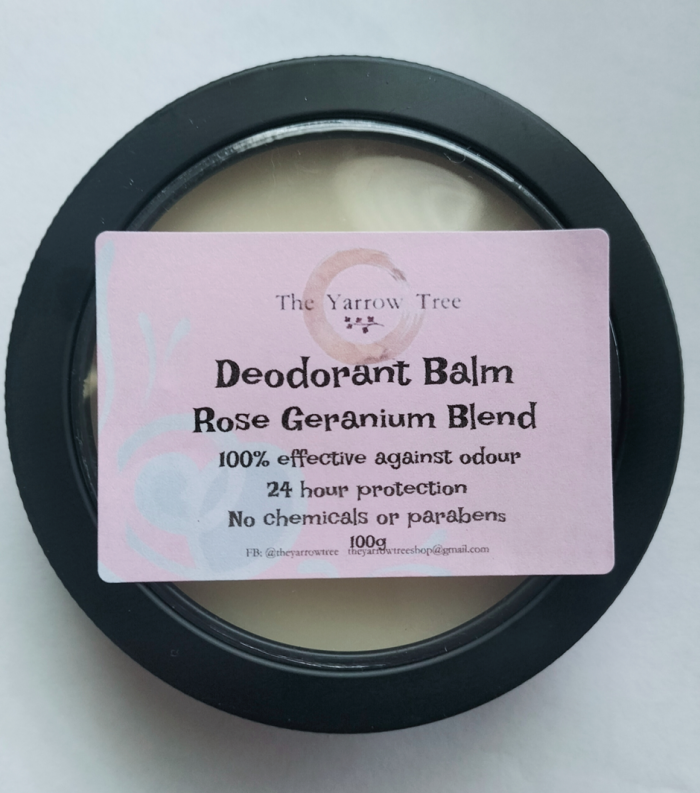 The Yarrow Tree
Deodorant Balm
Rose Geranium Blend
100% effective against odour
24 hour protection
No chemicals or parabens
100g
FB: @theyarrowtree theyarrowtreeshop@gmail.com